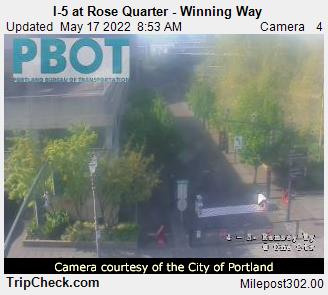 I-5 at Rose Quarter - Winning Way
Updated May 17 2022 8:53 AM Camera 4
PBOT
PORTLAND BUREAU OF TRANSPORTATION
Camera courtesy of the City of Portland
TripCheck.com Milepost302.00